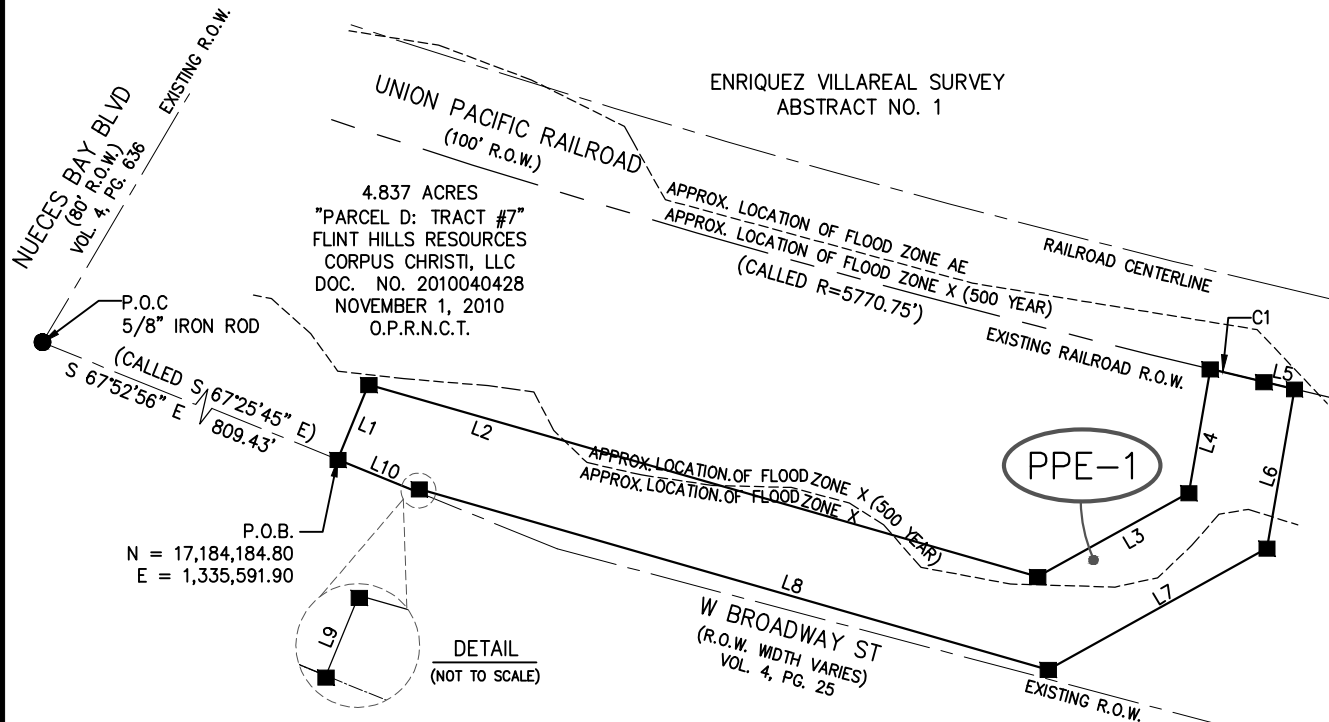 NUECES BAY BLVD
(80' R.O.W.)
VOL. 4, PG. 636
EXISTING R.O.W.
UNION PACIFIC RAILROAD
(100' R.O.W.)
ENRIQUEZ VILLAREAL SURVEY
ABSTRACT NO. 1
4.837 ACRES
"PARCEL D: TRACT #7"
FLINT HILLS RESOURCES
CORPUS CHRISTI, LLC
DOC. NO. 2010040428
NOVEMBER 1, 2010
O.P.R.N.C.T.
APPROX. LOCATION OF FLOOD ZONE AE
APPROX. LOCATION OF FLOOD ZONE X (500 YEAR)
(CALLED R=5770.75')
RAILROAD CENTERLINE
EXISTING RAILROAD R.O.W.
C1
L5
P.O.C
5/8" IRON ROD
(CALLED S 67°25'45" E)
S 67°52'56" E
809.43'
L1
L2
L10
L4
L6
PPE-1
L3
L7
APPROX. LOCATION OF FLOOD ZONE X (500 YEAR)
APPROX. LOCATION OF FLOOD ZONE X
P.O.B.
N = 17,184,184.80
E = 1,335,591.90
L8
L9
DETAIL
(NOT TO SCALE)
W BROADWAY ST
(R.O.W. WIDTH VARIES)
VOL. 4, PG. 25
EXISTING R.O.W.